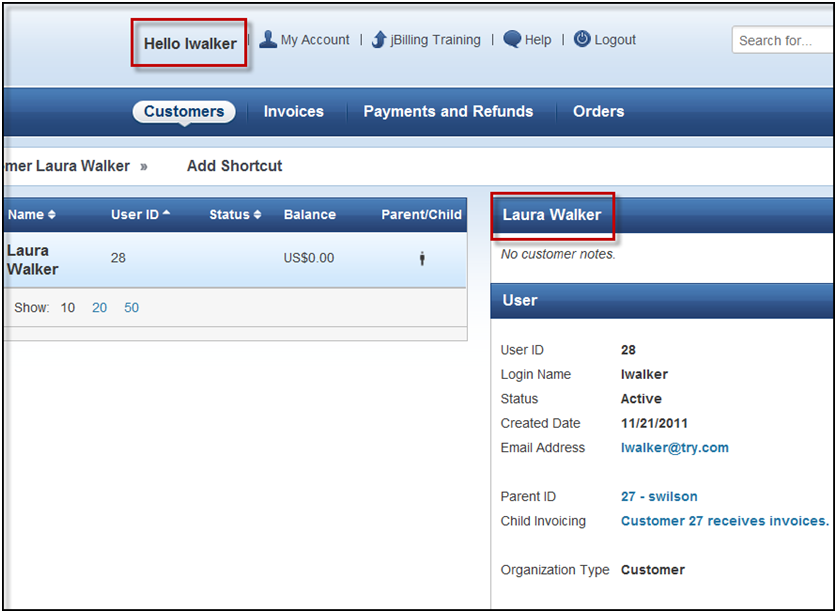 Hello lwalker | My Account | jBilling Training | Help | Logout Search for...
Customers Invoices Payments and Refunds Orders
mer Laura Walker » Add Shortcut
Name User ID Status Balance Parent/Child
Laura Walker 28 US$0.00
Show: 10 20 50
Laura Walker
No customer notes.
User
User ID 28
Login Name lwalker
Status Active
Created Date 11/21/2011
Email Address lwalker@try.com
Parent ID 27 - swilson
Child Invoicing Customer 27 receives invoices.
Organization Type Customer